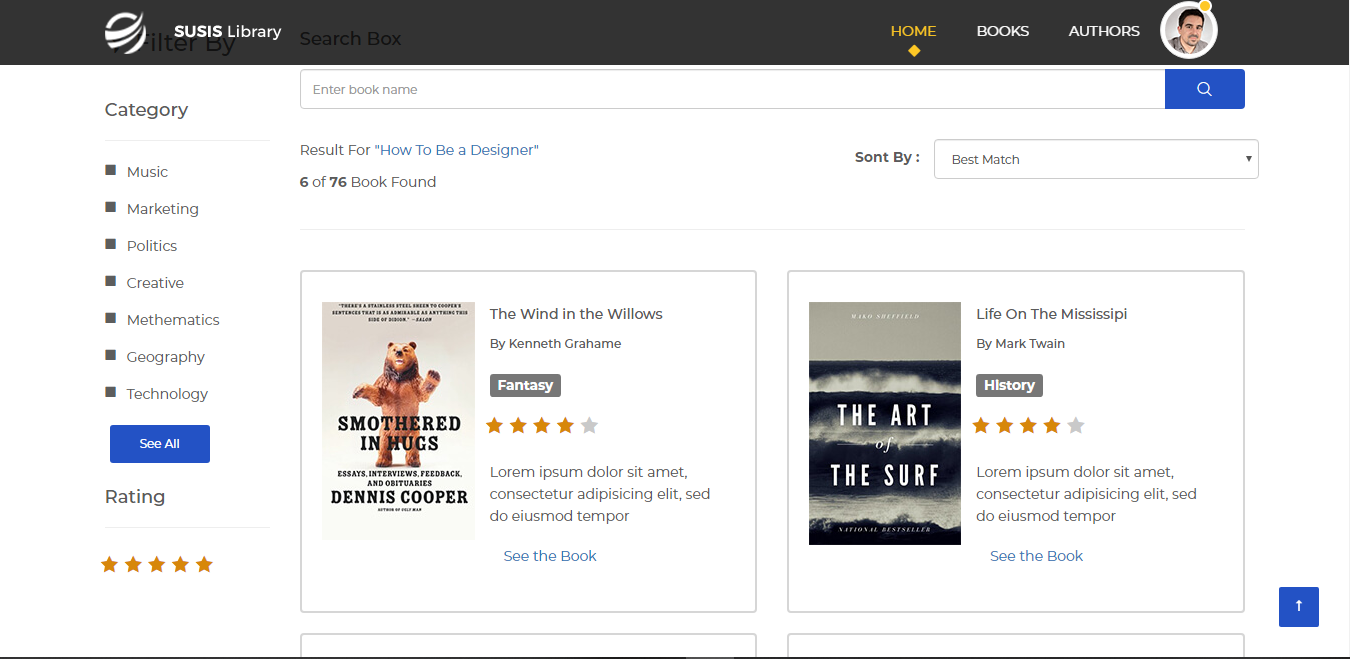 SUSIS Library
HOME
BOOKS
AUTHORS
Filter By
Search Box
Enter book name
Category
Music
Marketing
Politics
Creative
Methematics
Geography
Technology
See All
Rating
Result For "How To Be a Designer"
6 of 76 Book Found
Sont By :
Best Match
"THERE'S A STAINLESS STEEL SHEEN TO COOPER'S
SENTENCES THAT IS AS ADMIRABLE AS ANYTHING THIS
SIDE OF DIDION." —SALON
SMOTHERED
IN HUGS
ESSAYS, INTERVIEWS, FEEDBACK,
AND OBITUARIES
DENNIS COOPER
AUTHOR OF UGLY MAN
The Wind in the Willows
By Kenneth Grahame
Fantasy
Lorem ipsum dolor sit amet,
consectetur adipisicing elit, sed
do eiusmod tempor
See the Book
MAKO SHEFFIELD
THE ART
of
THE SURF
NATIONAL BESTSELLER
Life On The Mississipi
By Mark Twain
History
Lorem ipsum dolor sit amet,
consectetur adipisicing elit, sed
do eiusmod tempor
See the Book